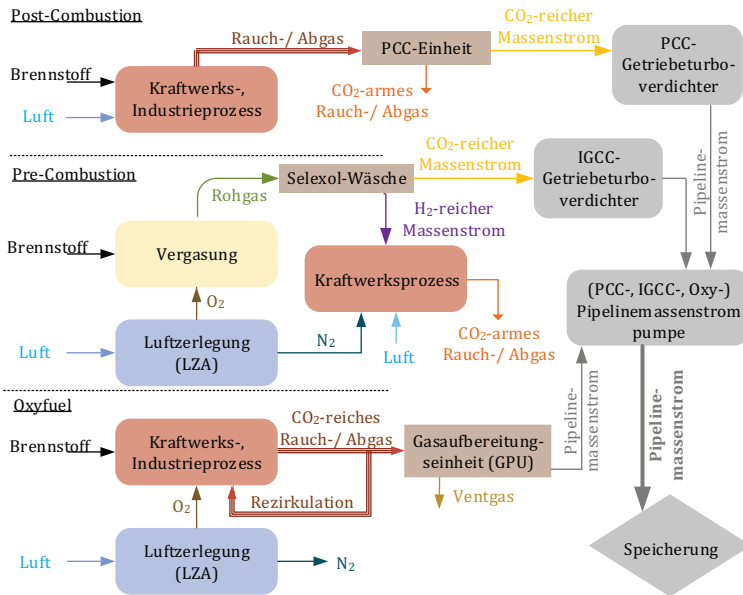 Post-Combustion
Rauch-/ Abgas
PCC-Einheit
CO₂-reicher
Massenstrom
PCC-
Getriebeturbo-
verdichter
Brennstoff
Luft
Kraftwerks-,
Industrieprozess
CO₂-armes
Rauch-/ Abgas
Pre-Combustion
Rohgas
Selexol-Wäsche
CO₂-reicher
Massenstrom
IGCC-
Getriebeturbo-
verdichter
Pipeline-
massenstrom
H₂-reicher
Massenstrom
Brennstoff
Vergasung
Kraftwerksprozess
O₂
(PCC-, IGCC-, Oxy-)
Pipelinemassenstrom
pumpe
Luft
Luftzerlegung
(LZA)
N₂
Luft
CO₂-armes
Rauch-/ Abgas
Oxyfuel
Brennstoff
Kraftwerks-,
Industrieprozess
CO₂-reiches
Rauch-/ Abgas
Gasaufbereitung-
seinheit (GPU)
Pipeline-
massenstrom
Pipeline-
massenstrom
O₂
Rezirkulation
Ventgas
Luft
Luftzerlegung
(LZA)
N₂
Speicherung